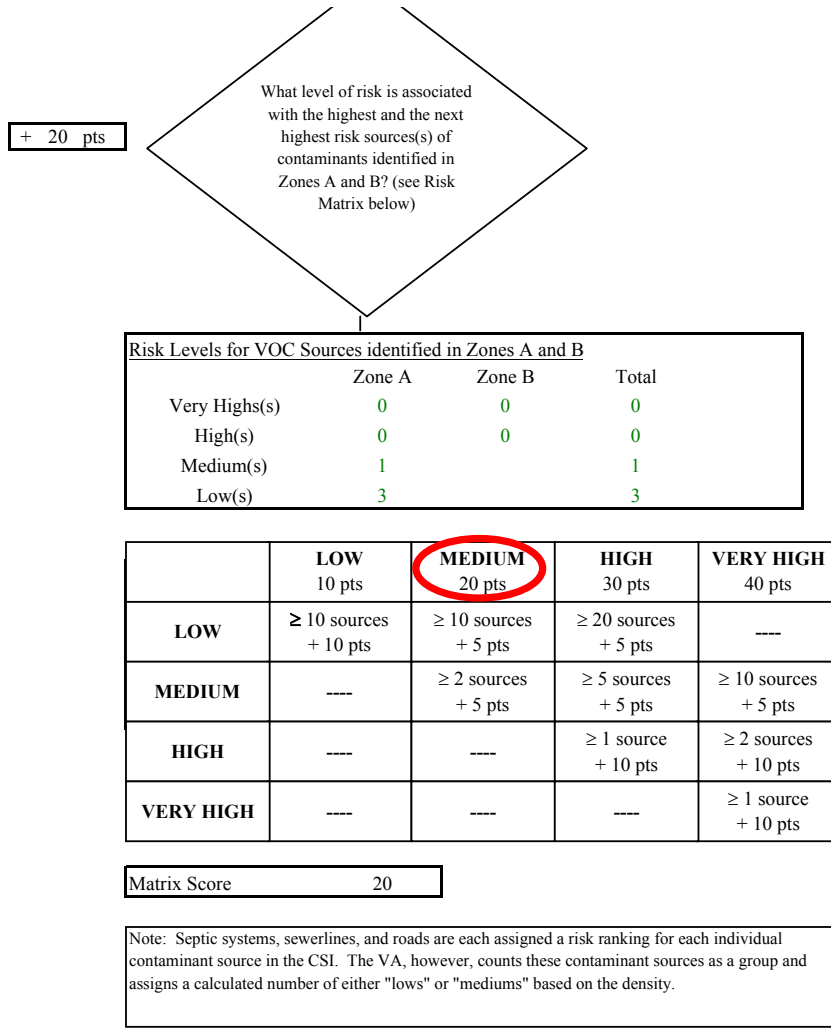 What level of risk is associated
with the highest and the next
highest risk sources(s) of
contaminants identified in
Zones A and B? (see Risk
Matrix below)
+ 20 pts
Risk Levels for VOC Sources identified in Zones A and B
Zone A Zone B Total
Very Highs(s) 0 0 0
High(s) 0 0 0
Medium(s) 1 1
Low(s) 3 3
LOW MEDIUM HIGH VERY HIGH
10 pts 20 pts 30 pts 40 pts
LOW ≥ 10 sources ≥ 10 sources ≥ 20 sources ----
+ 10 pts + 5 pts + 5 pts
MEDIUM ---- ≥ 2 sources ≥ 5 sources ≥ 10 sources
+ 5 pts + 5 pts + 5 pts
HIGH ---- ---- ≥ 1 source ≥ 2 sources
+ 10 pts + 10 pts
VERY HIGH ---- ---- ---- ≥ 1 source
+ 10 pts
Matrix Score 20
Note: Septic systems, sewerlines, and roads are each assigned a risk ranking for each individual
contaminant source in the CSI. The VA, however, counts these contaminant sources as a group and
assigns a calculated number of either "lows" or "mediums" based on the density.